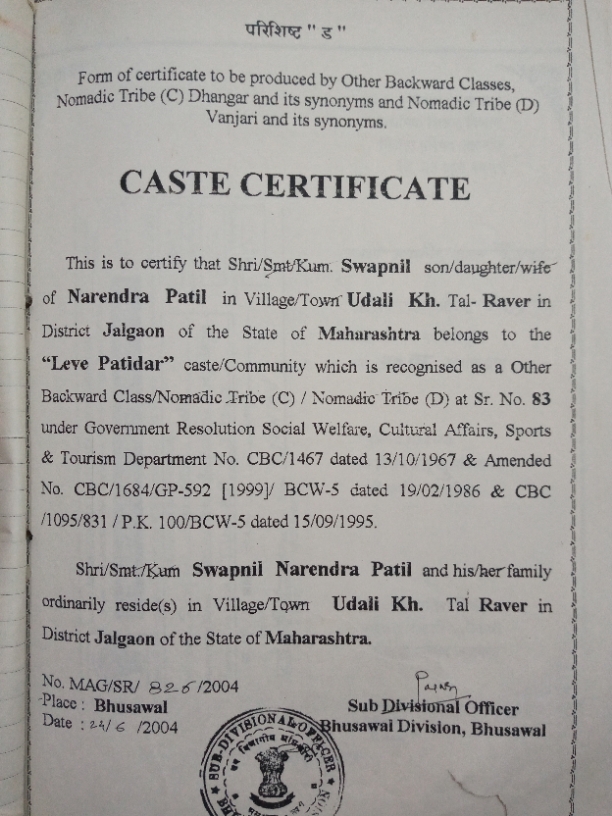 परिशिष्ट " ड "
Form of certificate to be produced by Other Backward Classes,
Nomadic Tribe (C) Dhangar and its synonyms and Nomadic Tribe (D)
Vanjari and its synonyms.
CASTE CERTIFICATE
This is to certify that Shri/Smt/Kum. Swapnil son/daughter/wife
of Narendra Patil in Village/Town Udali Kh. Tal- Raver in
District Jalgaon of the State of Maharashtra belongs to the
“Leve Patidar” caste/Community which is recognised as a Other
Backward Class/Nomadic Tribe (C) / Nomadic Tribe (D) at Sr. No. 83
under Government Resolution Social Welfare, Cultural Affairs, Sports
& Tourism Department No. CBC/1467 dated 13/10/1967 & Amended
No. CBC/1684/GP-592 [1999]/ BCW-5 dated 19/02/1986 & CBC
/1095/831 / P.K. 100/BCW-5 dated 15/09/1995.
Shri/Smt./Kum Swapnil Narendra Patil and his/her family
ordinarily reside(s) in Village/Town Udali Kh. Tal Raver in
District Jalgaon of the State of Maharashtra.
No. MAG/SR/ 826 /2004
Place : Bhusawal
Date : 24/6 /2004
Sub Divisional Officer
Bhusawal Division, Bhusawal
SUB-DIVISIONAL OFFICER